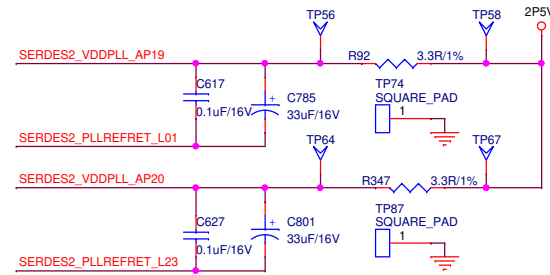 TP56
TP58
2P5V
SERDES2_VDDPLL_AP19
R92
3.3R/1%
C617
0.1uF/16V
+
C785
33uF/16V
TP74
SQUARE_PAD
1
SERDES2_PLLREFRET_L01
TP64
TP67
SERDES2_VDDPLL_AP20
R347
3.3R/1%
C627
0.1uF/16V
+
C801
33uF/16V
TP87
SQUARE_PAD
1
SERDES2_PLLREFRET_L23